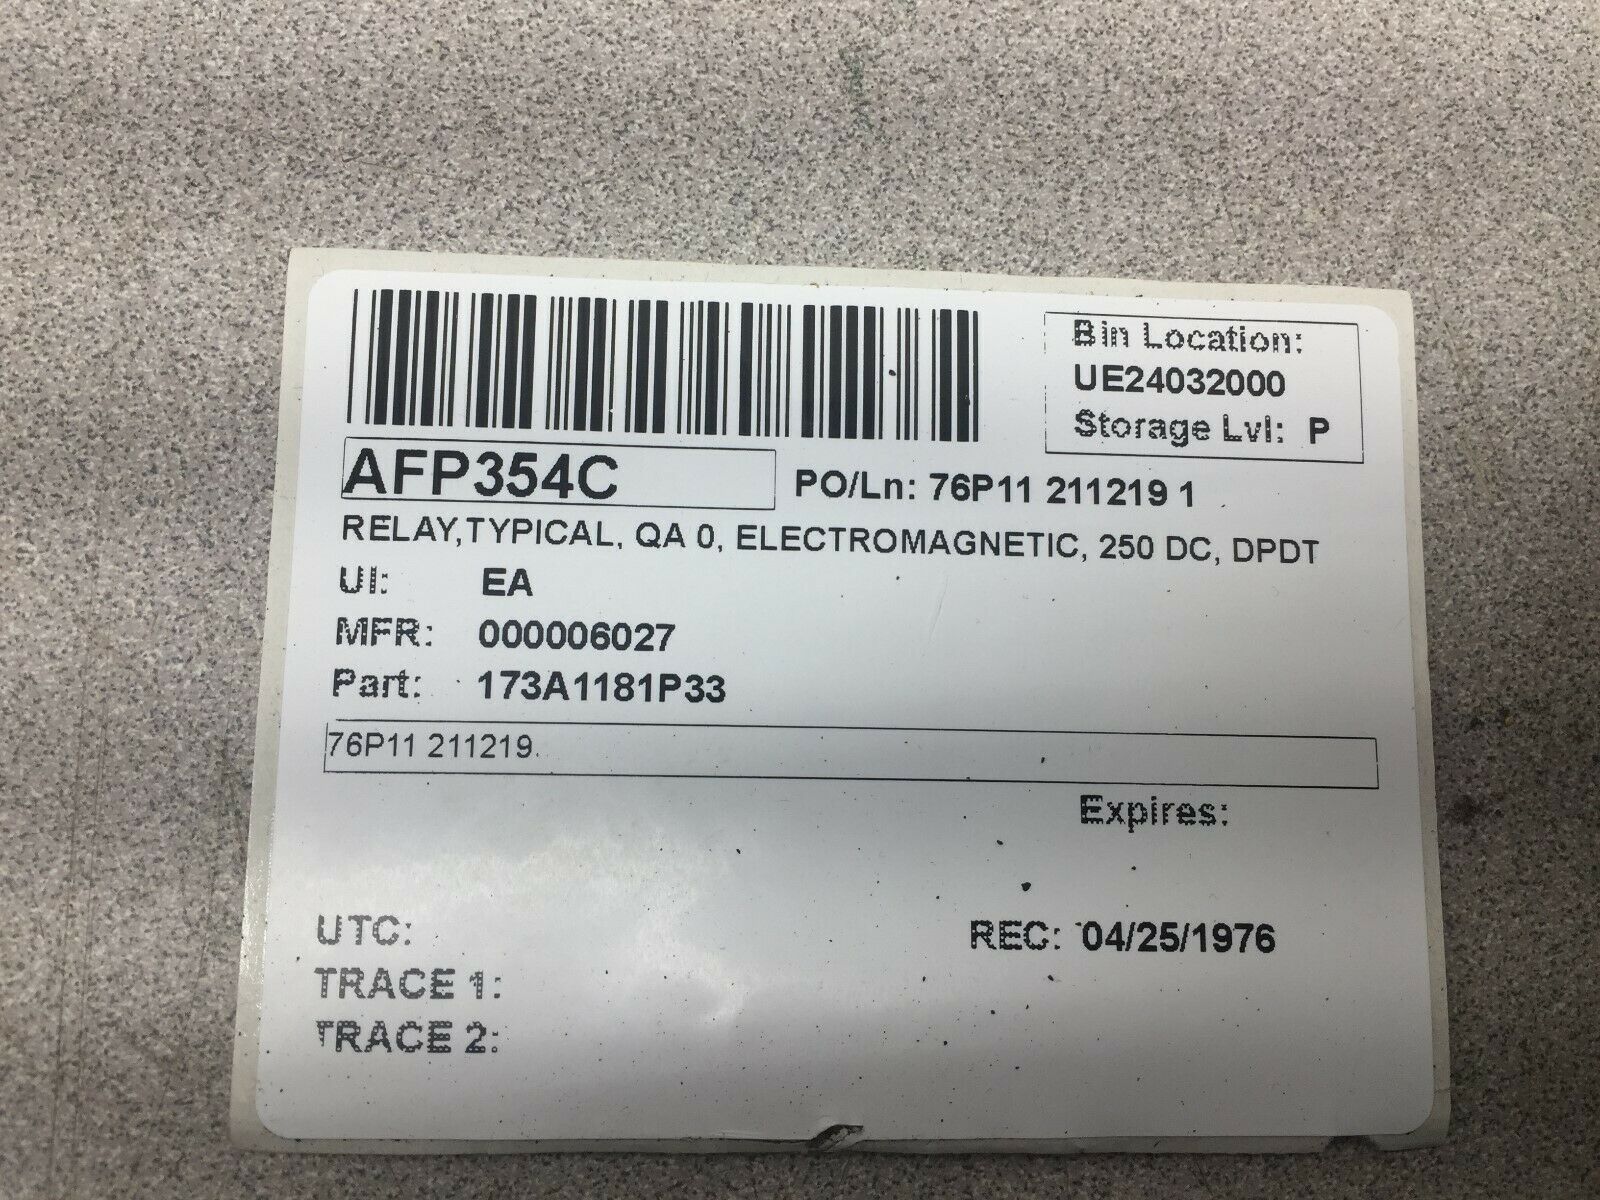 Bin Location:
UE24032000
Storage Lvl: P
AFP354C
PO/Ln: 76P11 211219 1
RELAY,TYPICAL, QA 0, ELECTROMAGNETIC, 250 DC, DPDT
UI: EA
MFR: 000006027
Part: 173A1181P33
76P11 211219.
Expires:
UTC:
REC: 04/25/1976
TRACE 1:
TRACE 2: